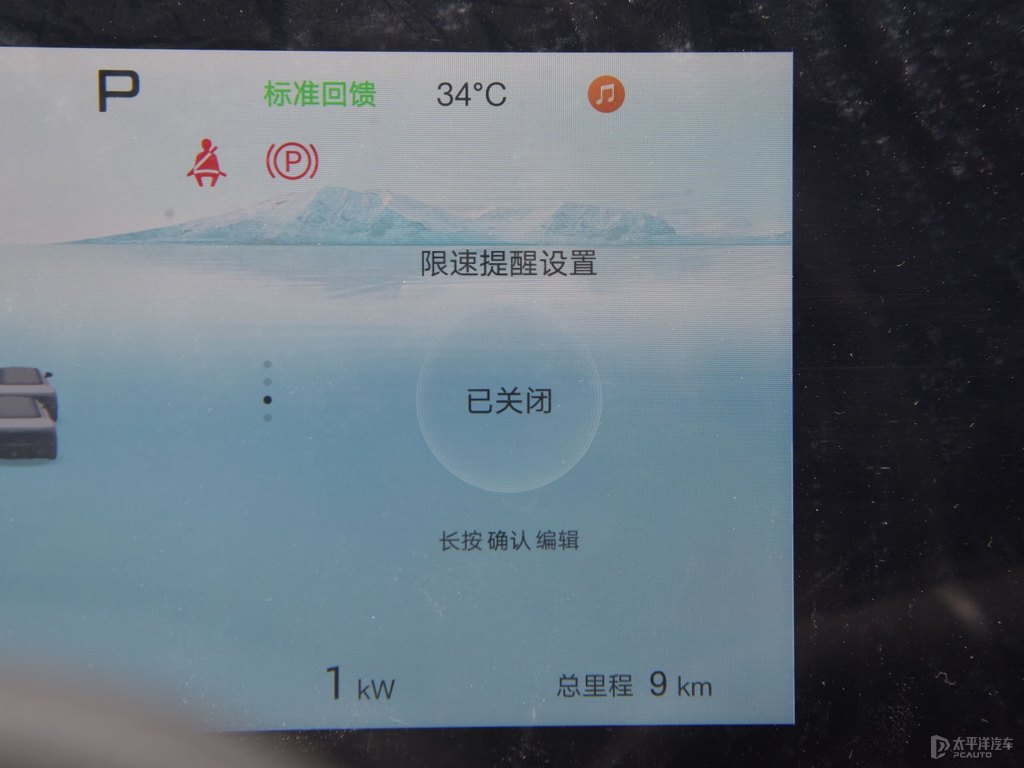 P 标准回馈 34°C
P
限速提醒设置
已关闭
长按 确认 编辑
1 kW 总里程 9 km
太平洋汽车
PCAUTO